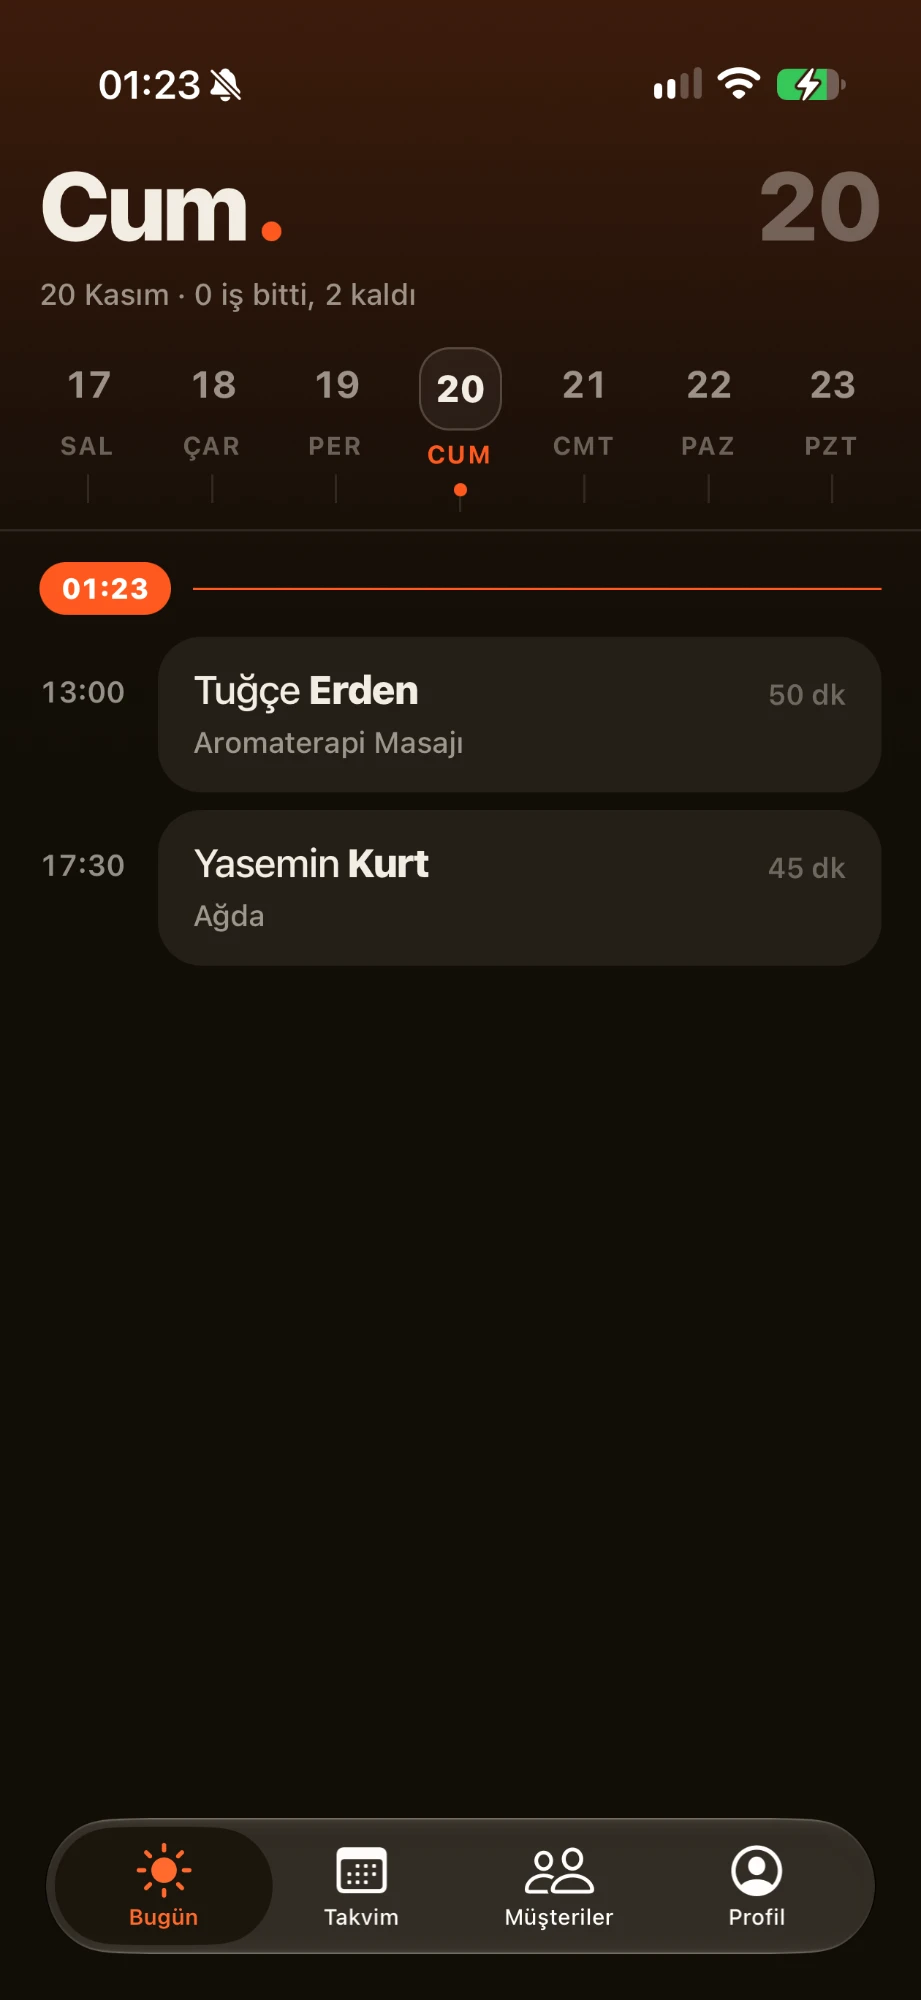 01:23
Cum.
20
20 Kasım · 0 iş bitti, 2 kaldı
17 18 19 20 21 22 23
SAL ÇAR PER CUM CMT PAZ PZT
01:23
13:00
Tuğçe Erden
50 dk
Aromaterapi Masajı
17:30
Yasemin Kurt
45 dk
Ağda
Bugün Takvim Müşteriler Profil